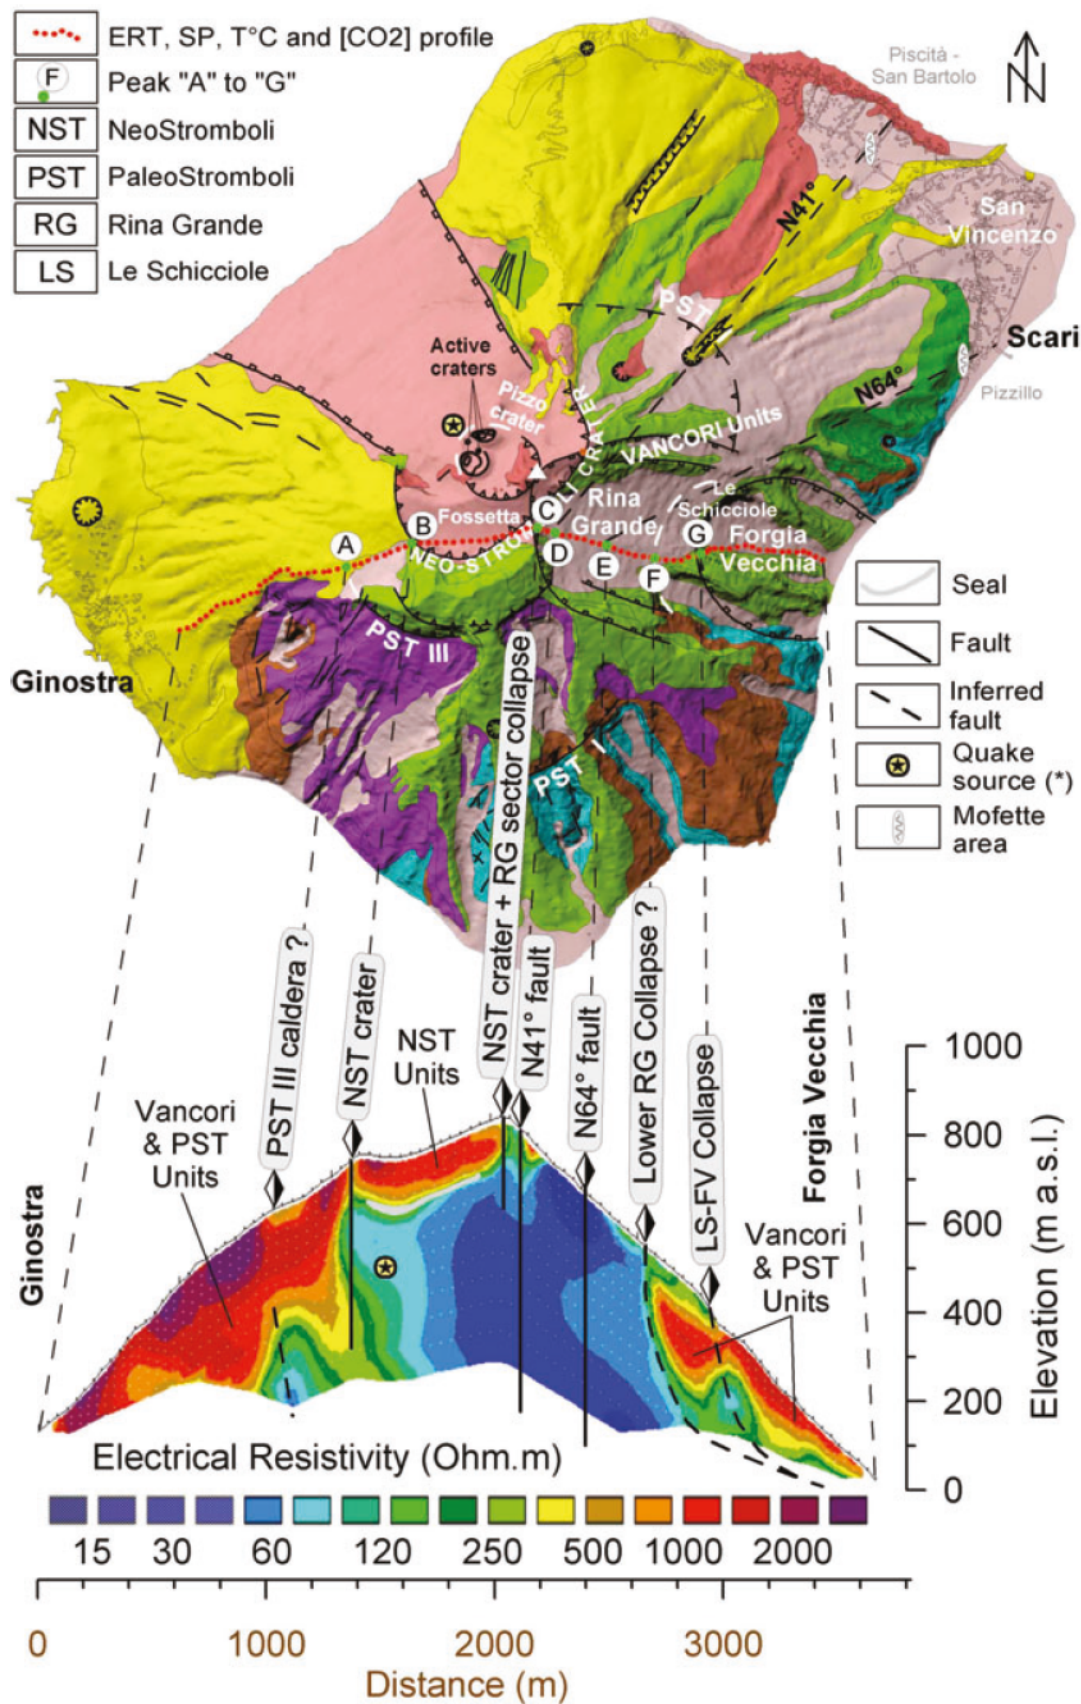 ERT, SP, T°C and [CO2] profile
F
Peak "A" to "G"
NST
NeoStromboli
PST
PaleoStromboli
RG
Rina Grande
LS
Le Schicciole
Piscità -
San Bartolo
N
N41°
San
Vincenzo
PST
Scari
Pizzillo
N64°
Active
craters
Pizzo
crater
VANCORI Units
NEO-STROMBOLI CRATER
Fossetta
Rina
Grande
Le
Schicciole
Forgia
Vecchia
A
B
C
D
E
F
G
PST III
PST
Ginostra
Seal
Fault
Inferred
fault
Quake
source (*)
Mofette
area
PST III caldera ?
NST crater
NST crater + RG sector collapse
N41° fault
N64° fault
Lower RG Collapse ?
LS-FV Collapse
NST
Units
Vancori
& PST
Units
Vancori
& PST
Units
Ginostra
Forgia Vecchia
1000
800
600
400
200
0
Elevation (m a.s.l.)
Electrical Resistivity (Ohm.m)
15 30 60 120 250 500 1000 2000
0 1000 2000 3000
Distance (m)